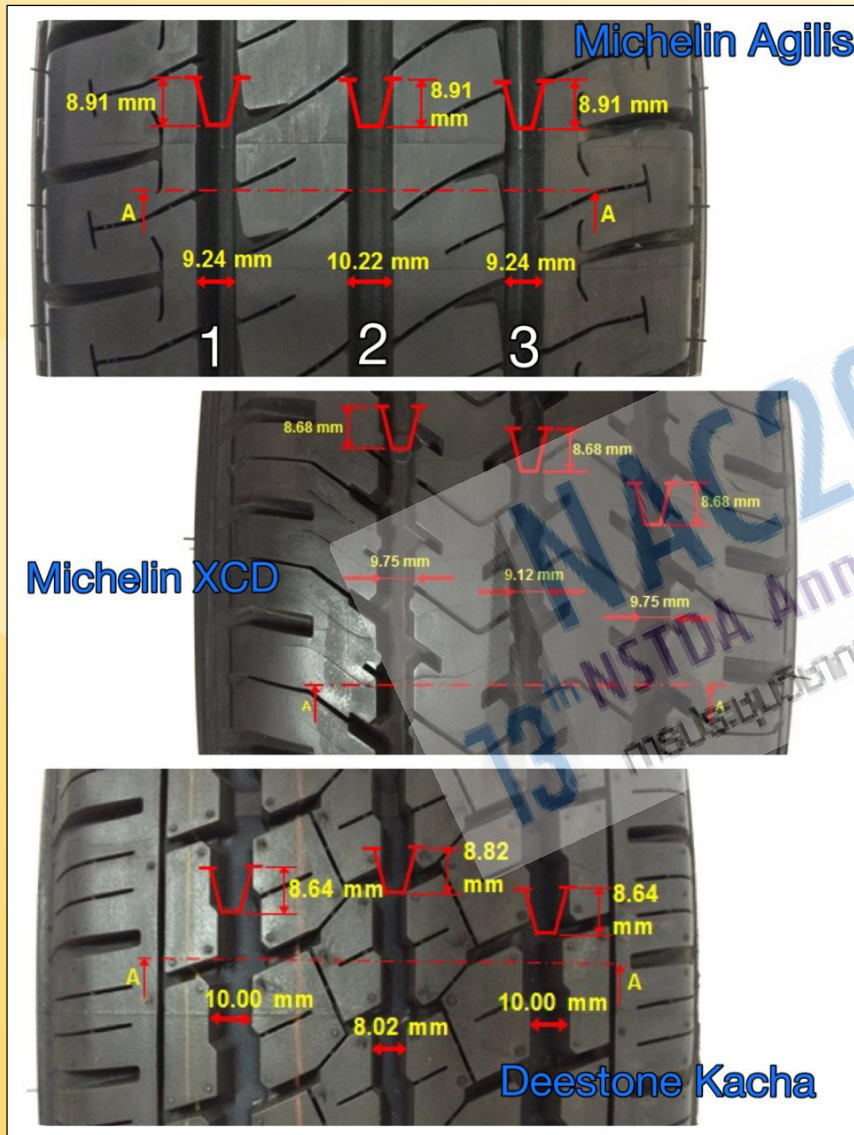 Michelin Agilis
8.91 mm
8.91
mm
8.91 mm
A
A
9.24 mm
10.22 mm
9.24 mm
1
2
3
8.68 mm
8.68 mm
8.68 mm
Michelin XCD
9.75 mm
9.12 mm
9.75 mm
A
A
NAC20
13th NSTDA Ann
8.64 mm
8.82
mm
8.64
mm
A
A
10.00 mm
8.02 mm
10.00 mm
Deestone Kacha